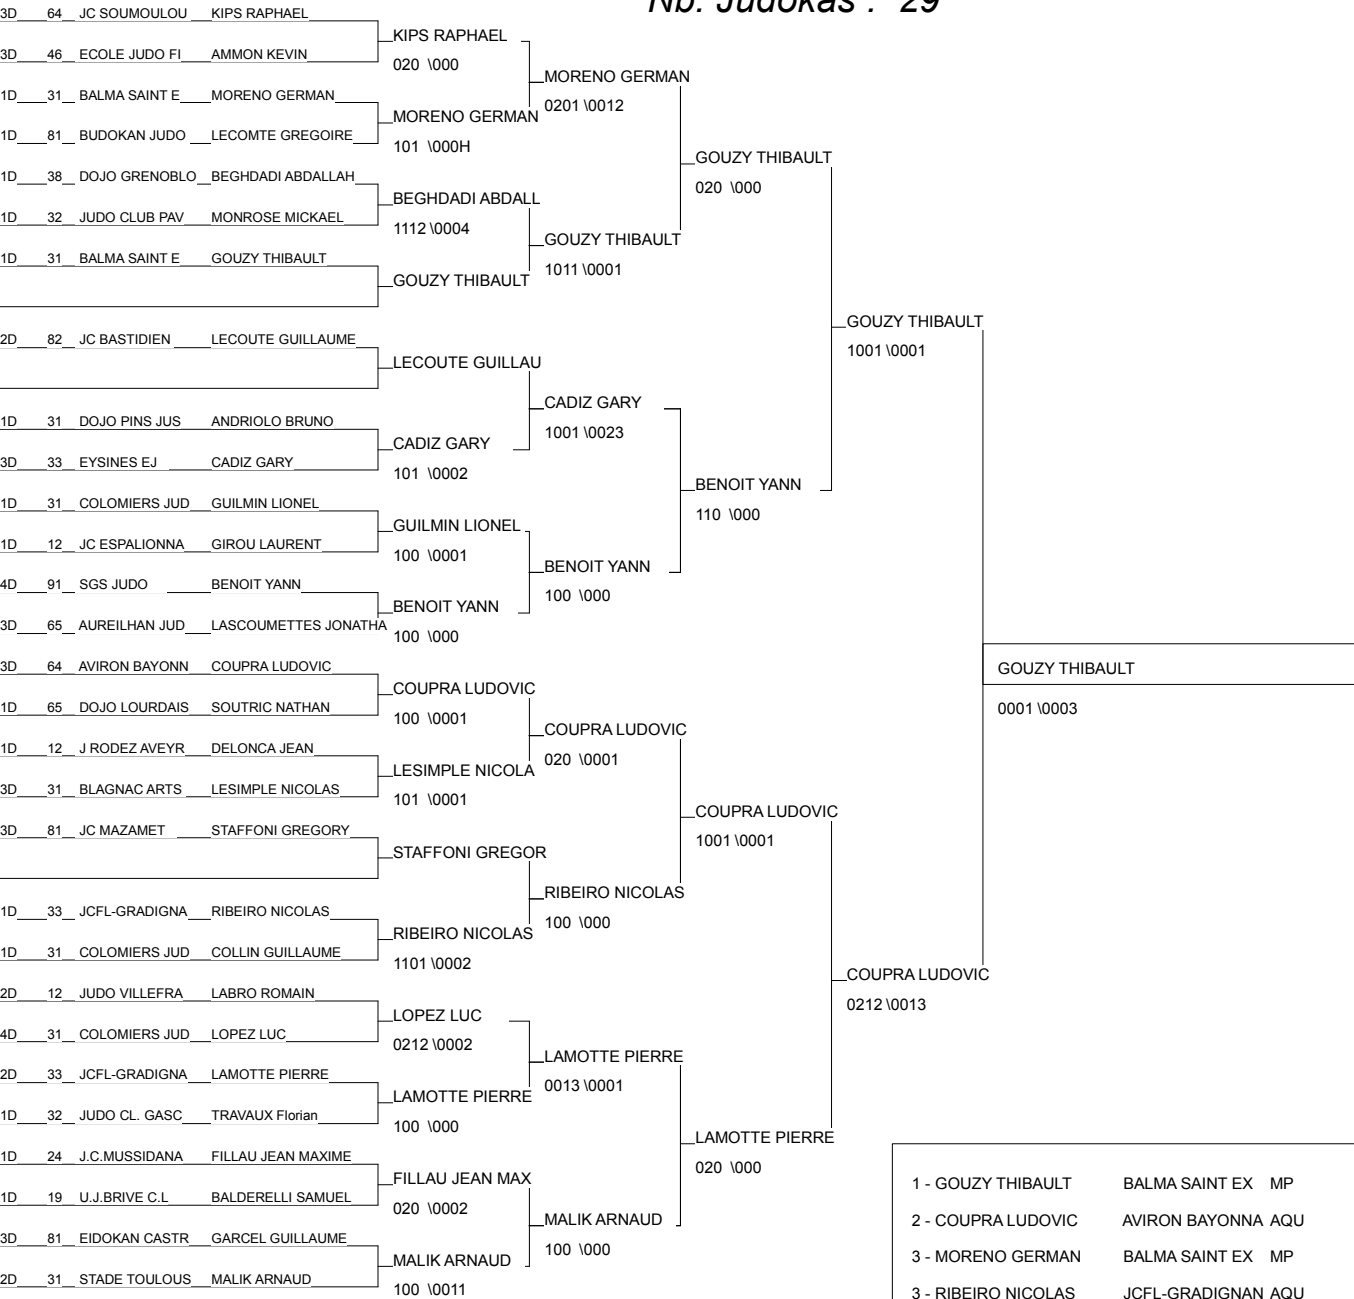 Nb. Judokas : 29
3D 64 JC SOUMOULOU KIPS RAPHAEL
KIPS RAPHAEL
3D 46 ECOLE JUDO FI AMMON KEVIN
020 \000
MORENO GERMAN
1D 31 BALMA SAINT E MORENO GERMAN
0201 \0012
MORENO GERMAN
1D 81 BUDOKAN JUDO LECOMTE GREGOIRE
101 \000H
GOUZY THIBAULT
1D 38 DOJO GRENOBLO BEGHDADI ABDALLAH
020 \000
BEGHDADI ABDALL
1D 32 JUDO CLUB PAV MONROSE MICKAEL
1112 \0004
GOUZY THIBAULT
1D 31 BALMA SAINT E GOUZY THIBAULT
1011 \0001
GOUZY THIBAULT
GOUZY THIBAULT
2D 82 JC BASTIDIEN LECOUTE GUILLAUME
1001 \0001
LECOUTE GUILLAU
CADIZ GARY
1D 31 DOJO PINS JUS ANDRIOLO BRUNO
1001 \0023
CADIZ GARY
3D 33 EYSINES EJ CADIZ GARY
101 \0002
BENOIT YANN
1D 31 COLOMIERS JUD GUILMIN LIONEL
110 \000
GUILMIN LIONEL
1D 12 JC ESPALIONNA GIROU LAURENT
100 \0001
BENOIT YANN
4D 91 SGS JUDO BENOIT YANN
100 \000
BENOIT YANN
3D 65 AUREILHAN JUD LASCOUMETTES JONATHA
100 \000
3D 64 AVIRON BAYONN COUPRA LUDOVIC
GOUZY THIBAULT
COUPRA LUDOVIC
1D 65 DOJO LOURDAIS SOUTRIC NATHAN
0001 \0003
100 \0001
COUPRA LUDOVIC
1D 12 J RODEZ AVEYR DELONCA JEAN
020 \0001
LESIMPLE NICOLA
3D 31 BLAGNAC ARTS LESIMPLE NICOLAS
101 \0001
COUPRA LUDOVIC
3D 81 JC MAZAMET STAFFONI GREGORY
1001 \0001
STAFFONI GREGOR
RIBEIRO NICOLAS
1D 33 JCFL-GRADIGNA RIBEIRO NICOLAS
100 \000
RIBEIRO NICOLAS
1D 31 COLOMIERS JUD COLLIN GUILLAUME
1101 \0002
COUPRA LUDOVIC
2D 12 JUDO VILLEFRA LABRO ROMAIN
0212 \0013
LOPEZ LUC
4D 31 COLOMIERS JUD LOPEZ LUC
0212 \0002
LAMOTTE PIERRE
2D 33 JCFL-GRADIGNA LAMOTTE PIERRE
0013 \0001
LAMOTTE PIERRE
1D 32 JUDO CL. GASC TRAVAUX Florian
100 \000
LAMOTTE PIERRE
1D 24 J.C.MUSSIDANA FILLAU JEAN MAXIME
020 \000
FILLAU JEAN MAX
1D 19 U.J.BRIVE C.L BALDERELLI SAMUEL
020 \0002
MALIK ARNAUD
3D 81 EIDOKAN CASTR GARCEL GUILLAUME
100 \000
MALIK ARNAUD
2D 31 STADE TOULOUS MALIK ARNAUD
100 \0011
1 - GOUZY THIBAULT BALMA SAINT EX MP
2 - COUPRA LUDOVIC AVIRON BAYONNA AQU
3 - MORENO GERMAN BALMA SAINT EX MP
3 - RIBEIRO NICOLAS JCFL-GRADIGNAN AQU